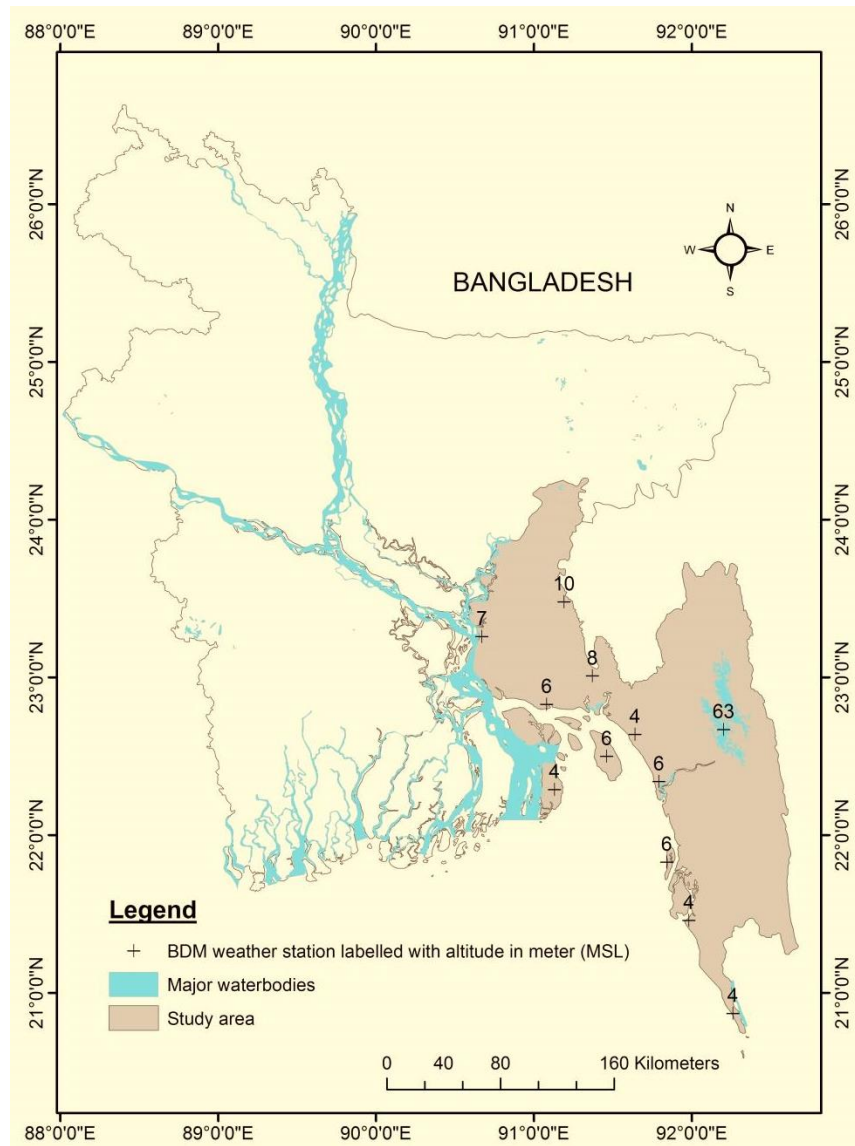 88°0'0"E 89°0'0"E 90°0'0"E 91°0'0"E 92°0'0"E
26°0'0"N 26°0'0"N
N
W E
S
BANGLADESH
25°0'0"N 25°0'0"N
24°0'0"N 24°0'0"N
10
7
8
23°0'0"N 23°0'0"N
6
4
63
6
6
4
22°0'0"N 22°0'0"N
6
4
Legend
BDM weather station labelled with altitude in meter (MSL)
Major waterbodies
Study area
21°0'0"N 21°0'0"N
4
0 40 80 160 Kilometers
88°0'0"E 89°0'0"E 90°0'0"E 91°0'0"E 92°0'0"E